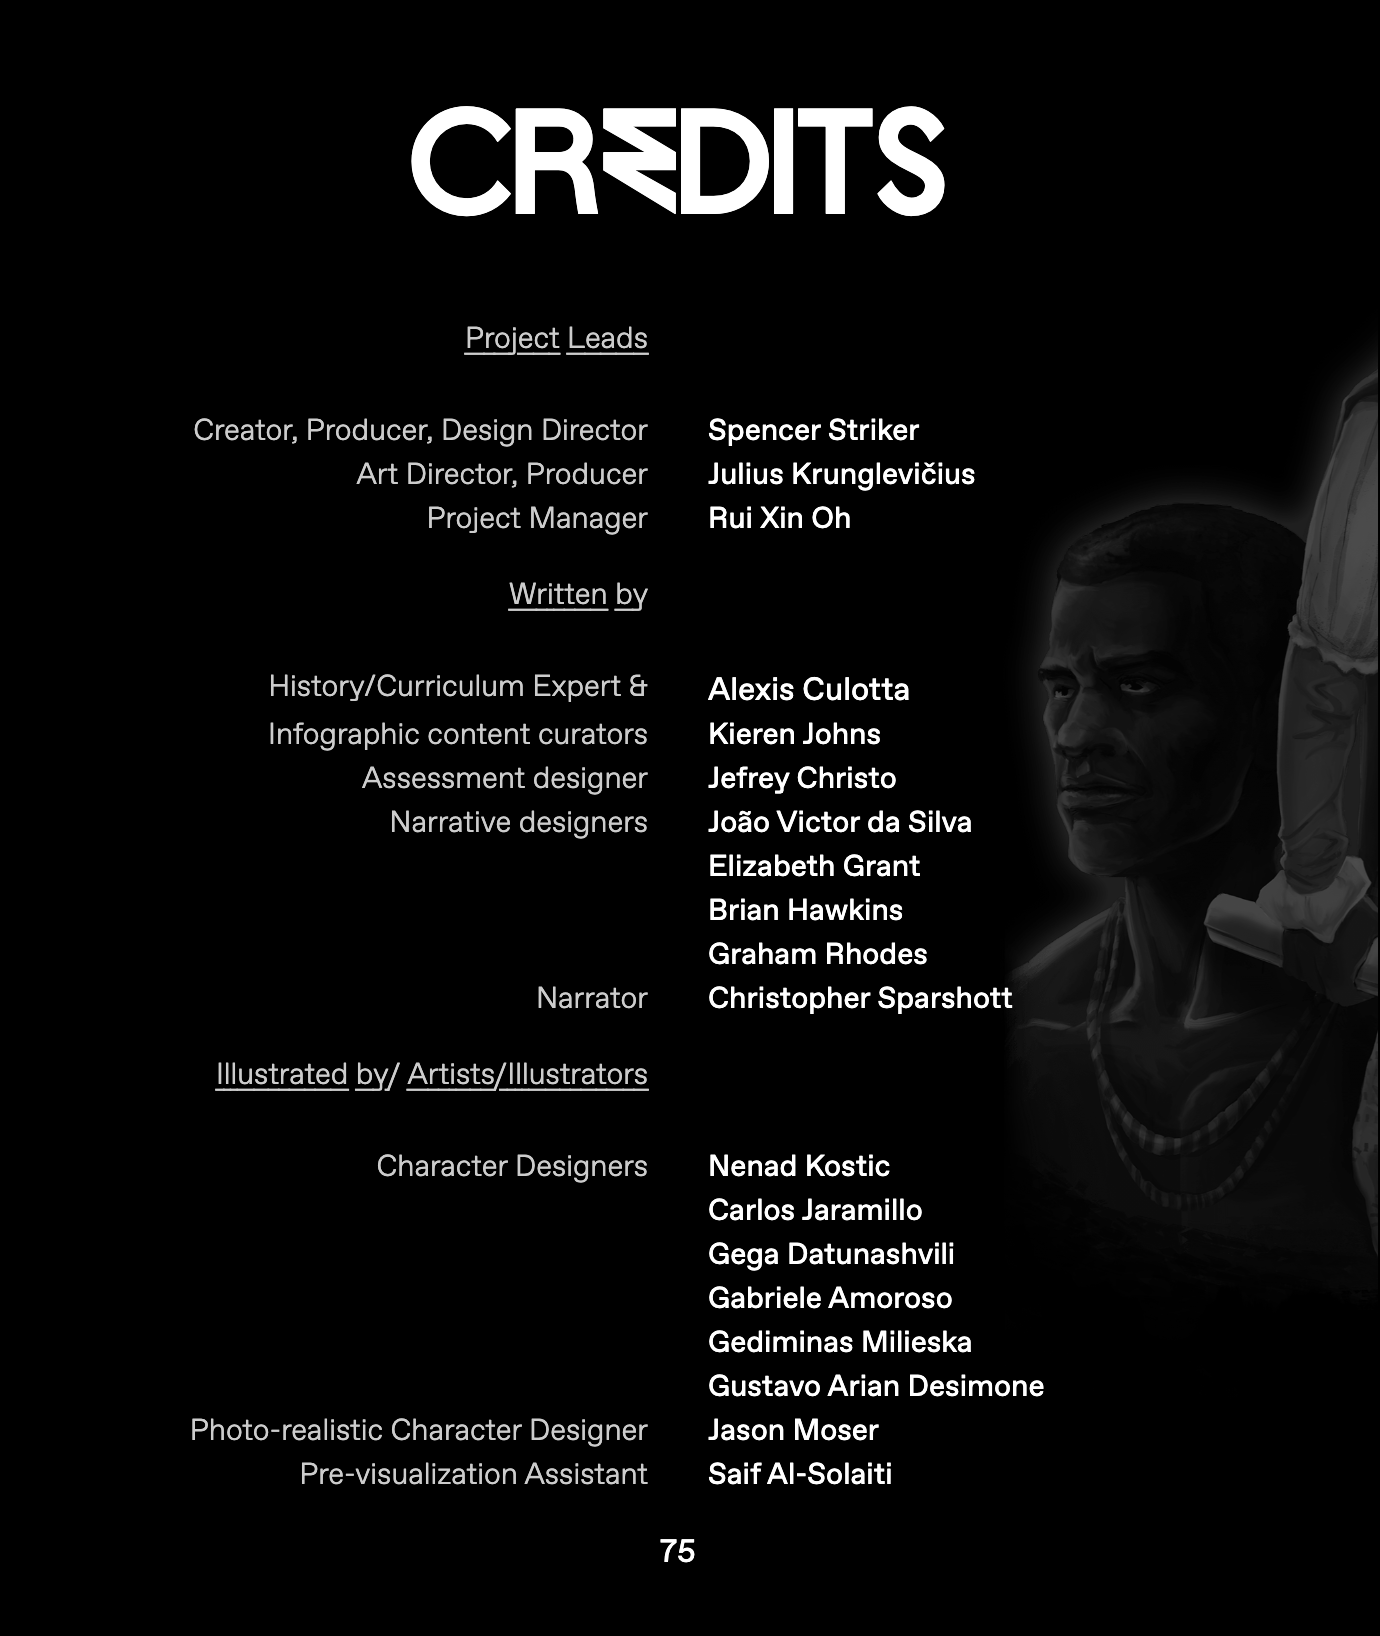 CREDITS
Project Leads
Creator, Producer, Design Director Spencer Striker
Art Director, Producer Julius Krunglevičius
Project Manager Rui Xin Oh
Written by
History/Curriculum Expert & Alexis Culotta
Infographic content curators Kieren Johns
Assessment designer Jefrey Christo
Narrative designers João Victor da Silva
Elizabeth Grant
Brian Hawkins
Graham Rhodes
Narrator Christopher Sparshott
Illustrated by/ Artists/Illustrators
Character Designers Nenad Kostic
Carlos Jaramillo
Gega Datunashvili
Gabriele Amoroso
Gediminas Milieska
Gustavo Arian Desimone
Photo-realistic Character Designer Jason Moser
Pre-visualization Assistant Saif Al-Solaiti
75